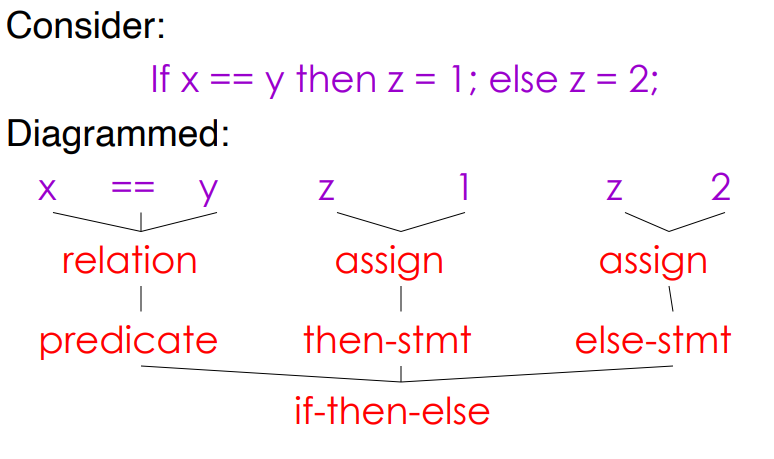 Consider:
If x == y then z = 1; else z = 2;
Diagrammed:
x == y z 1 z 2
relation assign assign
predicate then-stmt else-stmt
if-then-else